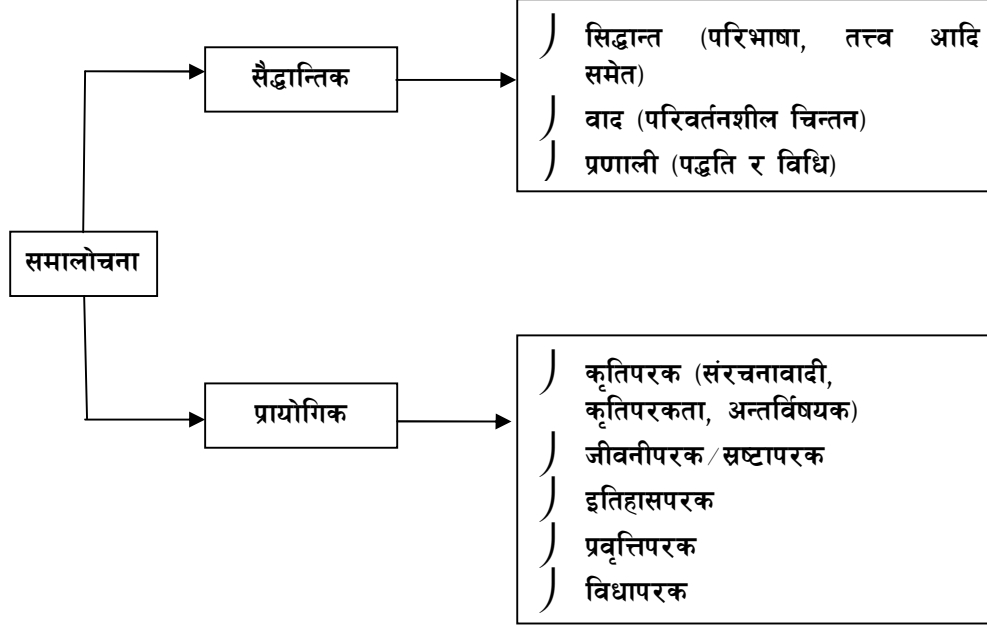 सिद्धान्त (परिभाषा, तत्त्व आदि
समेत)
वाद (परिवर्तनशील चिन्तन)
प्रणाली (पद्धति र विधि)
सैद्धान्तिक
समालोचना
प्रायोगिक
कृतिपरक (संरचनावादी,
कृतिपरकता, अन्तर्विषयक)
जीवनीपरक/स्रष्टापरक
इतिहासपरक
प्रवृत्तिपरक
विधापरक